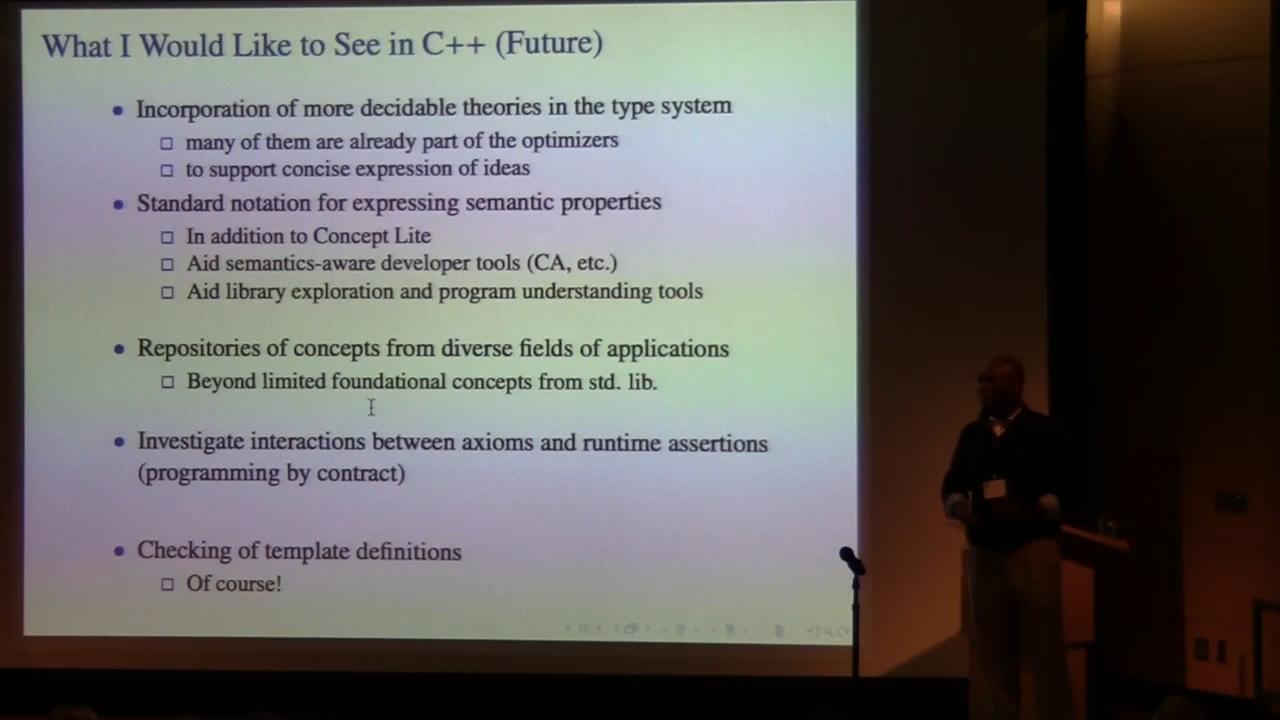 What I Would Like to See in C++ (Future)
Incorporation of more decidable theories in the type system
many of them are already part of the optimizers
to support concise expression of ideas
Standard notation for expressing semantic properties
In addition to Concept Lite
Aid semantics-aware developer tools (CA, etc.)
Aid library exploration and program understanding tools
Repositories of concepts from diverse fields of applications
Beyond limited foundational concepts from std. lib.
Investigate interactions between axioms and runtime assertions
(programming by contract)
Checking of template definitions
Of course!